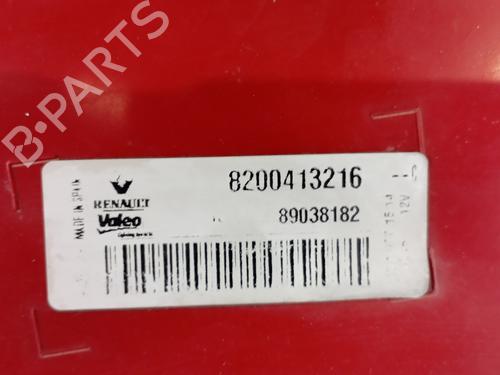 B-PARTS
MADE IN SPAIN
RENAULT
Valeo
8200413216
89038182
12V